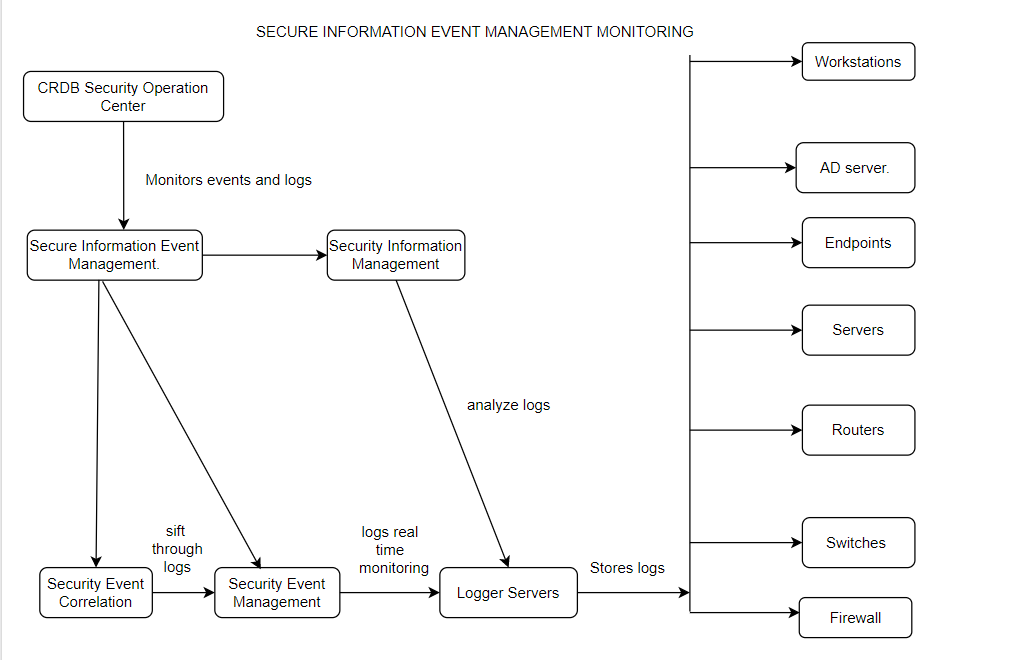 SECURE INFORMATION EVENT MANAGEMENT MONITORING
CRDB Security Operation
Center
Monitors events and logs
Secure Information Event
Management.
Security Information
Management
analyze logs
sift
through
logs
logs real
time
monitoring
Security Event
Correlation
Security Event
Management
Logger Servers
Stores logs
Workstations
AD server.
Endpoints
Servers
Routers
Switches
Firewall